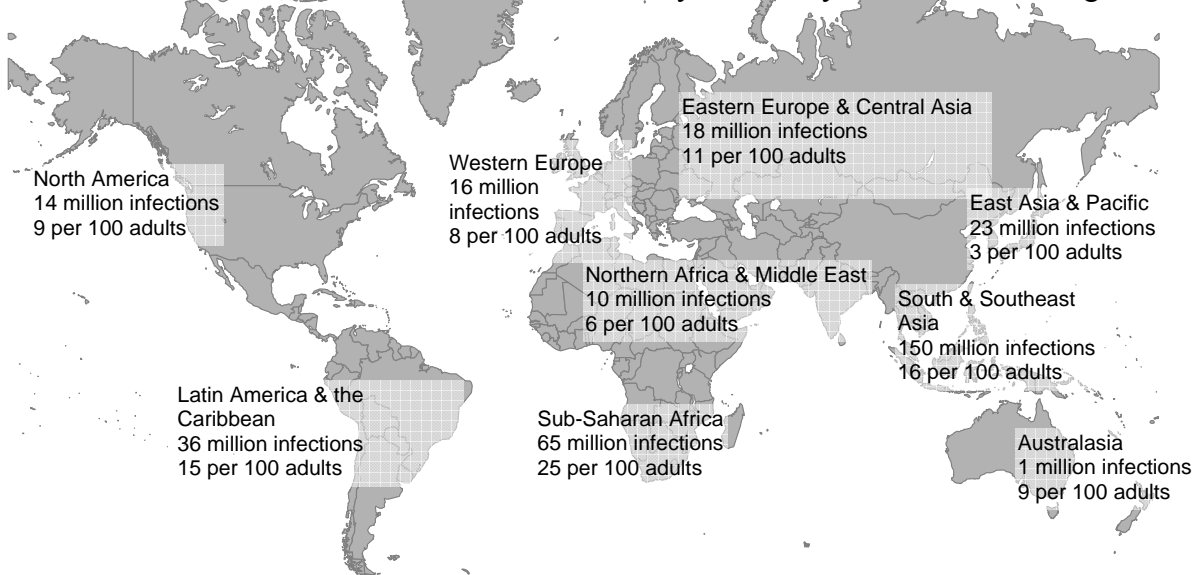 North America
14 million infections
9 per 100 adults
Western Europe
16 million
infections
8 per 100 adults
Eastern Europe & Central Asia
18 million infections
11 per 100 adults
East Asia & Pacific
23 million infections
3 per 100 adults
Northern Africa & Middle East
10 million infections
6 per 100 adults
South & Southeast
Asia
150 million infections
16 per 100 adults
Latin America & the
Caribbean
36 million infections
15 per 100 adults
Sub-Saharan Africa
65 million infections
25 per 100 adults
Australasia
1 million infections
9 per 100 adults